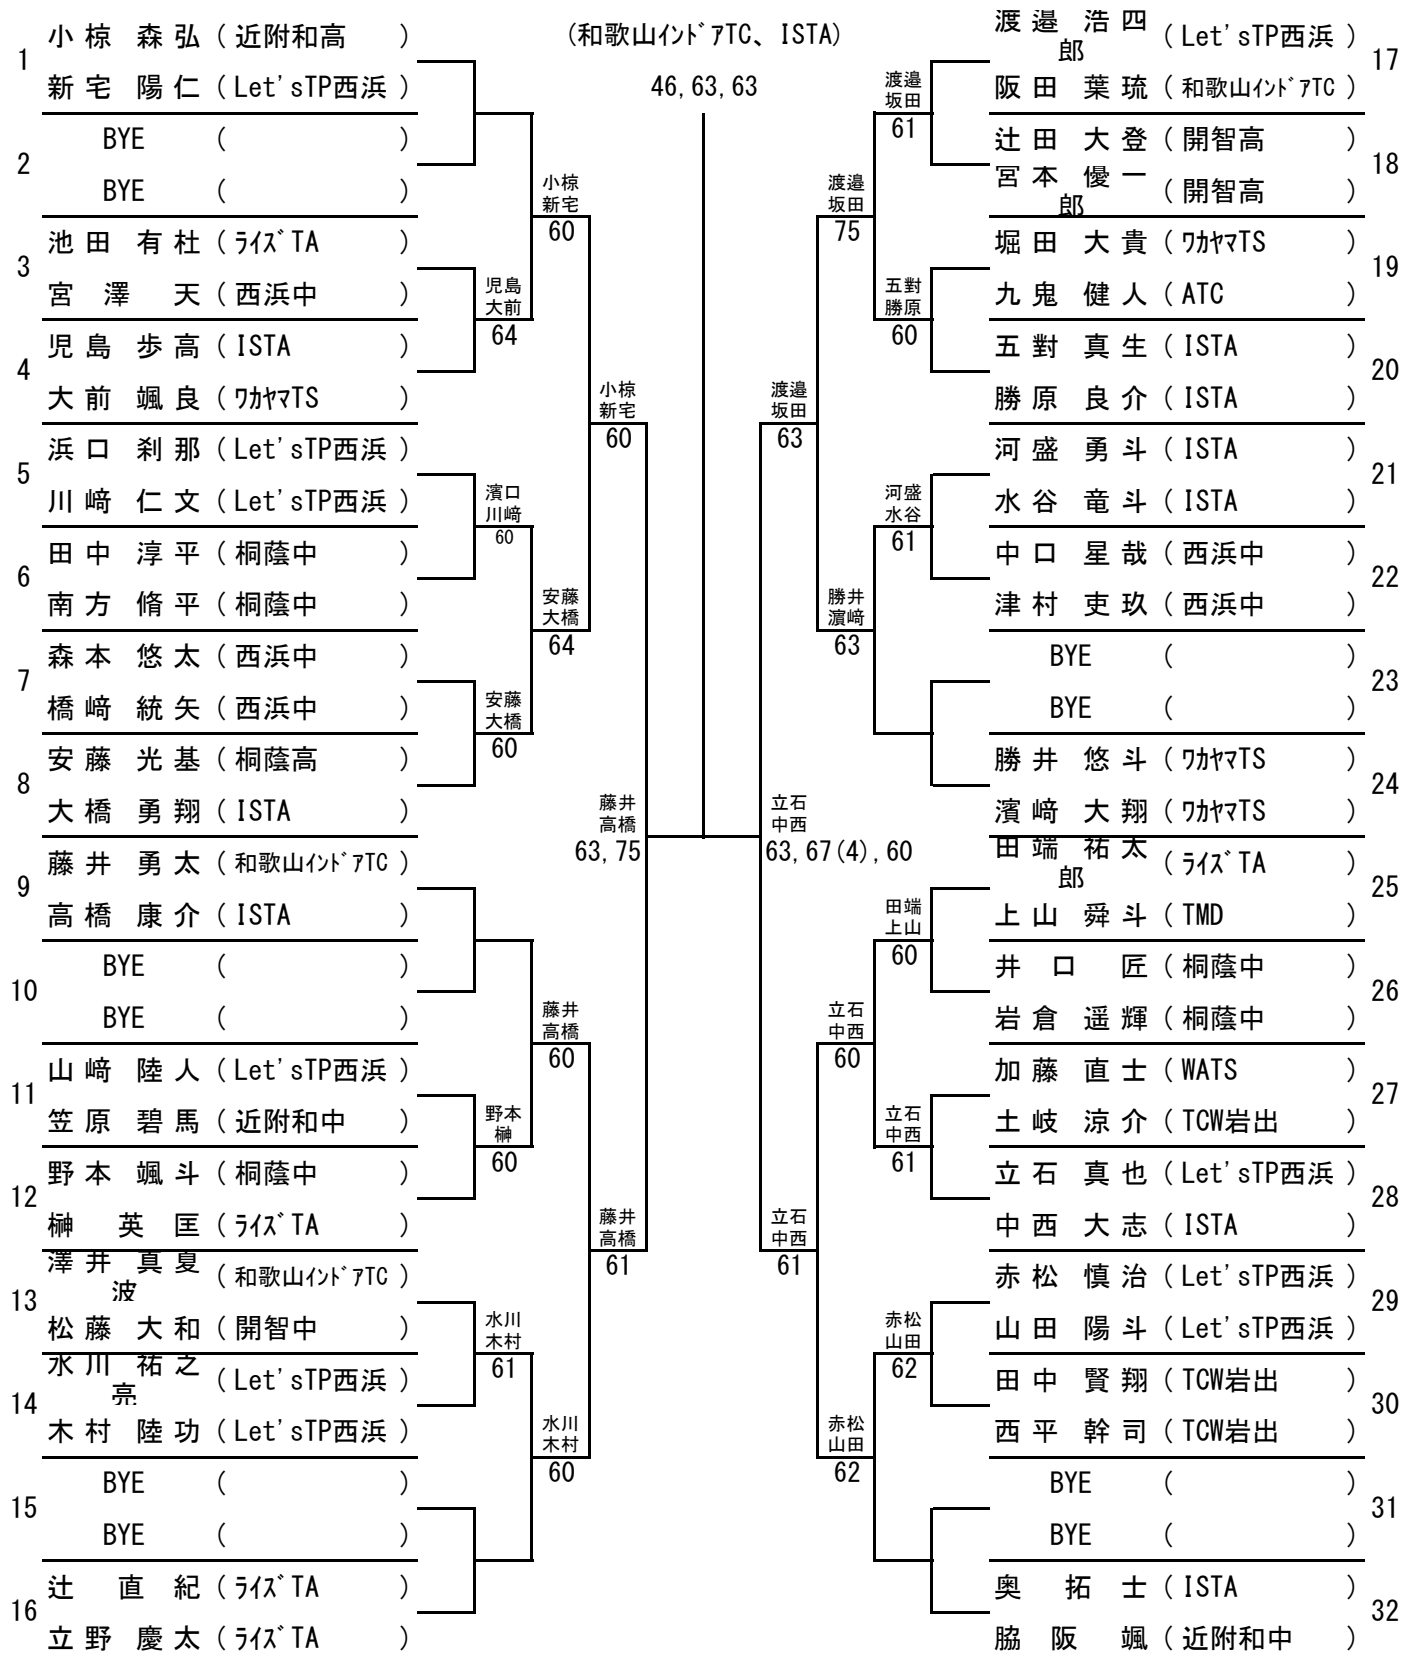 (和歌山ｲﾝﾄﾞｱTC、ISTA)
46,63,63
1
小椋 森弘 ( 近附和高 )
新宅 陽仁 ( Let'sTP西浜 )
2
BYE ( )
BYE ( )
3
池田 有杜 ( ﾗｲｽﾞTA )
宮澤 天 ( 西浜中 )
4
児島 歩高 ( ISTA )
大前 颯良 ( ﾜｶﾔﾏTS )
5
浜口 刹那 ( Let'sTP西浜 )
川﨑 仁文 ( Let'sTP西浜 )
6
田中 淳平 ( 桐蔭中 )
南方 脩平 ( 桐蔭中 )
7
森本 悠太 ( 西浜中 )
橋﨑 統矢 ( 西浜中 )
8
安藤 光基 ( 桐蔭高 )
大橋 勇翔 ( ISTA )
9
藤井 勇太 ( 和歌山ｲﾝﾄﾞｱTC )
高橋 康介 ( ISTA )
10
BYE ( )
BYE ( )
11
山﨑 陸人 ( Let'sTP西浜 )
笠原 碧馬 ( 近附和中 )
12
野本 颯斗 ( 桐蔭中 )
榊 英匡 ( ﾗｲｽﾞTA )
13
澤井 真夏波 ( 和歌山ｲﾝﾄﾞｱTC )
松藤 大和 ( 開智中 )
14
水川 祐之亮 ( Let'sTP西浜 )
木村 陸功 ( Let'sTP西浜 )
15
BYE ( )
BYE ( )
16
辻 直紀 ( ﾗｲｽﾞTA )
立野 慶太 ( ﾗｲｽﾞTA )
児島
大前
64
濱口
川﨑
60
安藤
大橋
60
野本
榊
60
水川
木村
61
小椋
新宅
60
安藤
大橋
64
藤井
高橋
60
水川
木村
60
小椋
新宅
60
藤井
高橋
61
藤井
高橋
63,75
立石
中西
63,67(4),60
渡邉
坂田
63
立石
中西
61
渡邉
坂田
75
勝井
濵﨑
63
立石
中西
60
赤松
山田
62
渡邉
坂田
61
五對
勝原
60
河盛
水谷
61
田端
上山
60
立石
中西
61
赤松
山田
62
渡邉 浩四郎 ( Let'sTP西浜 )
阪田 葉琉 ( 和歌山ｲﾝﾄﾞｱTC )
17
辻田 大登 ( 開智高 )
宮本 優一郎 ( 開智高 )
18
堀田 大貴 ( ﾜｶﾔﾏTS )
九鬼 健人 ( ATC )
19
五對 真生 ( ISTA )
勝原 良介 ( ISTA )
20
河盛 勇斗 ( ISTA )
水谷 竜斗 ( ISTA )
21
中口 星哉 ( 西浜中 )
津村 吏玖 ( 西浜中 )
22
BYE ( )
BYE ( )
23
勝井 悠斗 ( ﾜｶﾔﾏTS )
濱﨑 大翔 ( ﾜｶﾔﾏTS )
24
田端 祐太郎 ( ﾗｲｽﾞTA )
上山 舜斗 ( TMD )
25
井口 匠 ( 桐蔭中 )
岩倉 遥輝 ( 桐蔭中 )
26
加藤 直士 ( WATS )
土岐 涼介 ( TCW岩出 )
27
立石 真也 ( Let'sTP西浜 )
中西 大志 ( ISTA )
28
赤松 慎治 ( Let'sTP西浜 )
山田 陽斗 ( Let'sTP西浜 )
29
田中 賢翔 ( TCW岩出 )
西平 幹司 ( TCW岩出 )
30
BYE ( )
BYE ( )
31
奥 拓士 ( ISTA )
脇阪 颯 ( 近附和中 )
32